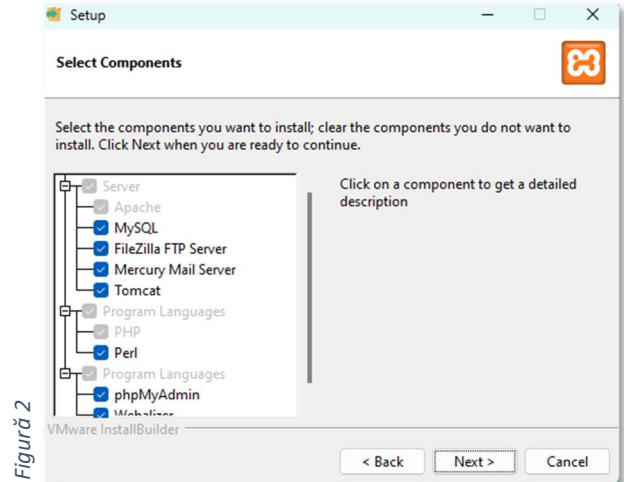 Setup
Select Components
Select the components you want to install; clear the components you do not want to
install. Click Next when you are ready to continue.
Server
Apache
MySQL
FileZilla FTP Server
Mercury Mail Server
Tomcat
Program Languages
PHP
Perl
Program Languages
phpMyAdmin
Webalizer
Click on a component to get a detailed
description
VMware InstallBuilder
< Back
Next >
Cancel
Figură 2